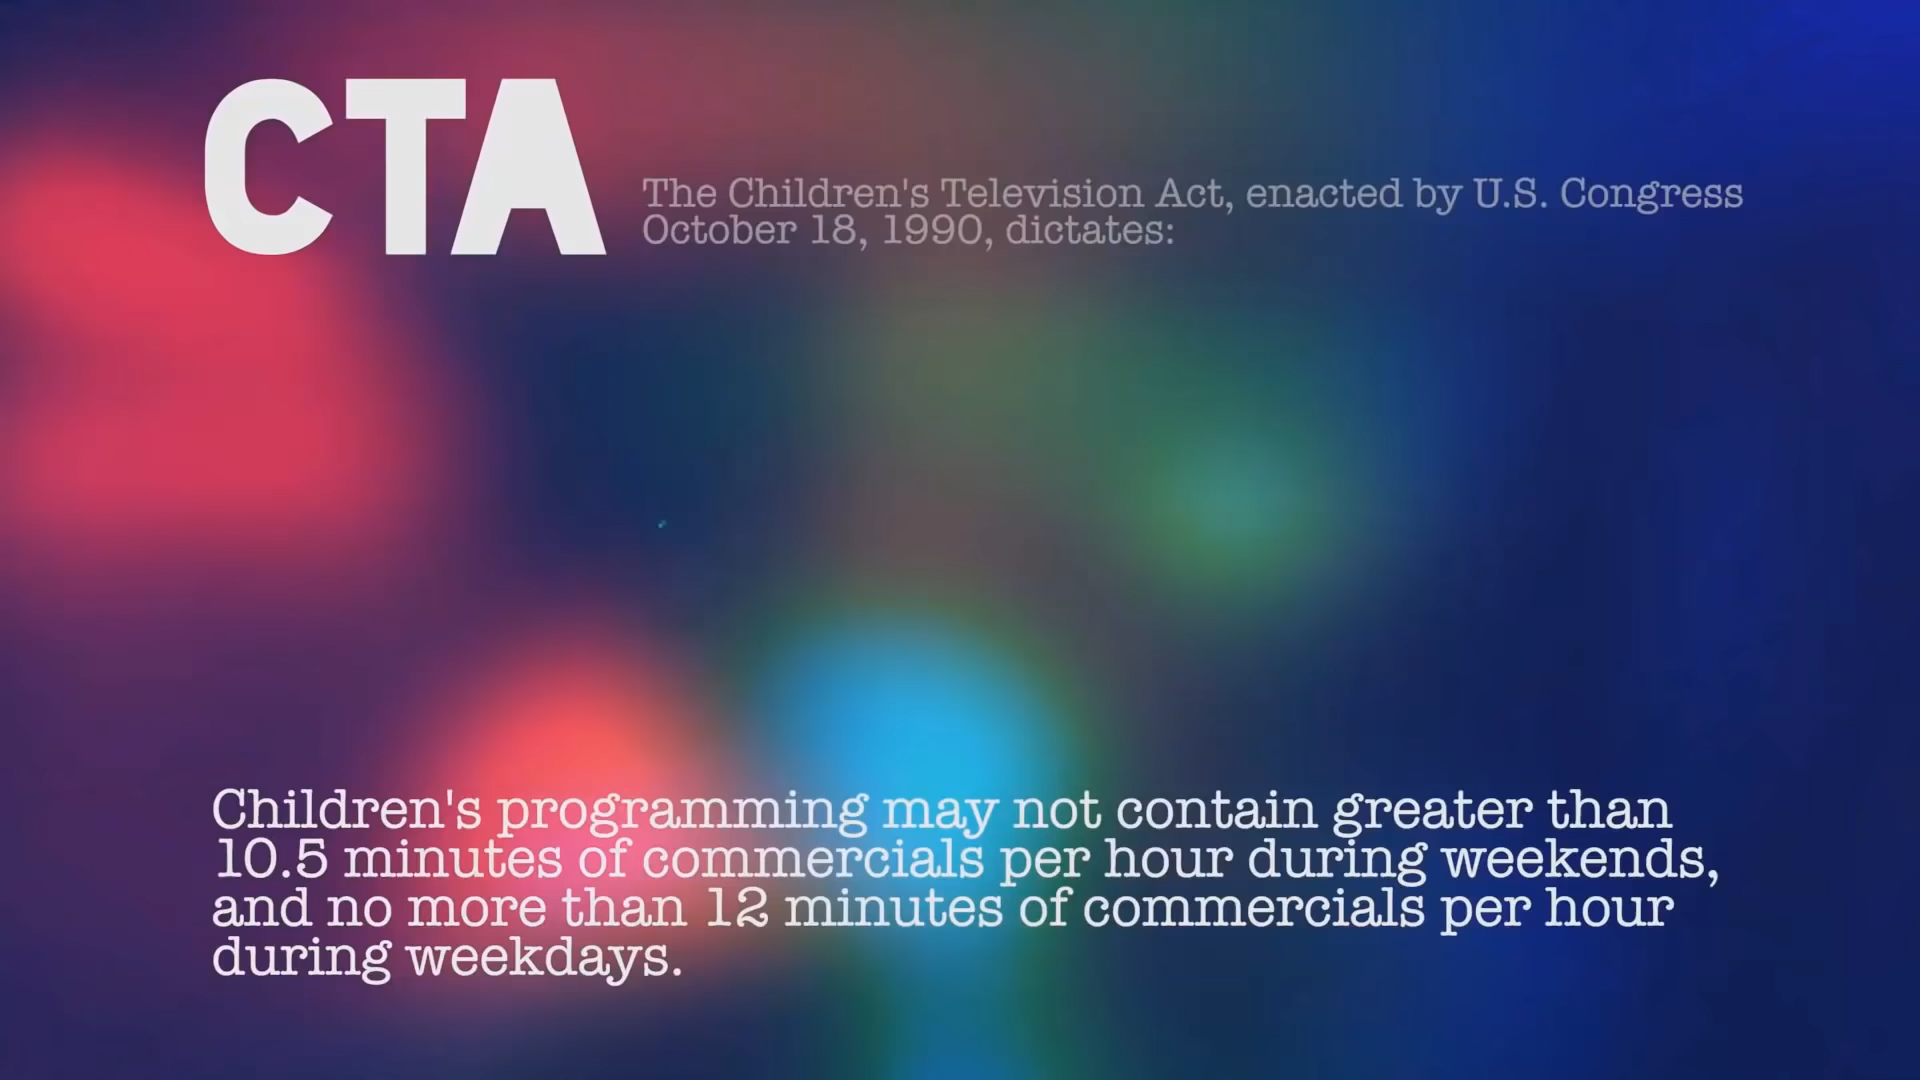 CTA
The Children's Television Act, enacted by U.S. Congress
October 18, 1990, dictates:
Children's programming may not contain greater than
10.5 minutes of commercials per hour during weekends,
and no more than 12 minutes of commercials per hour
during weekdays.